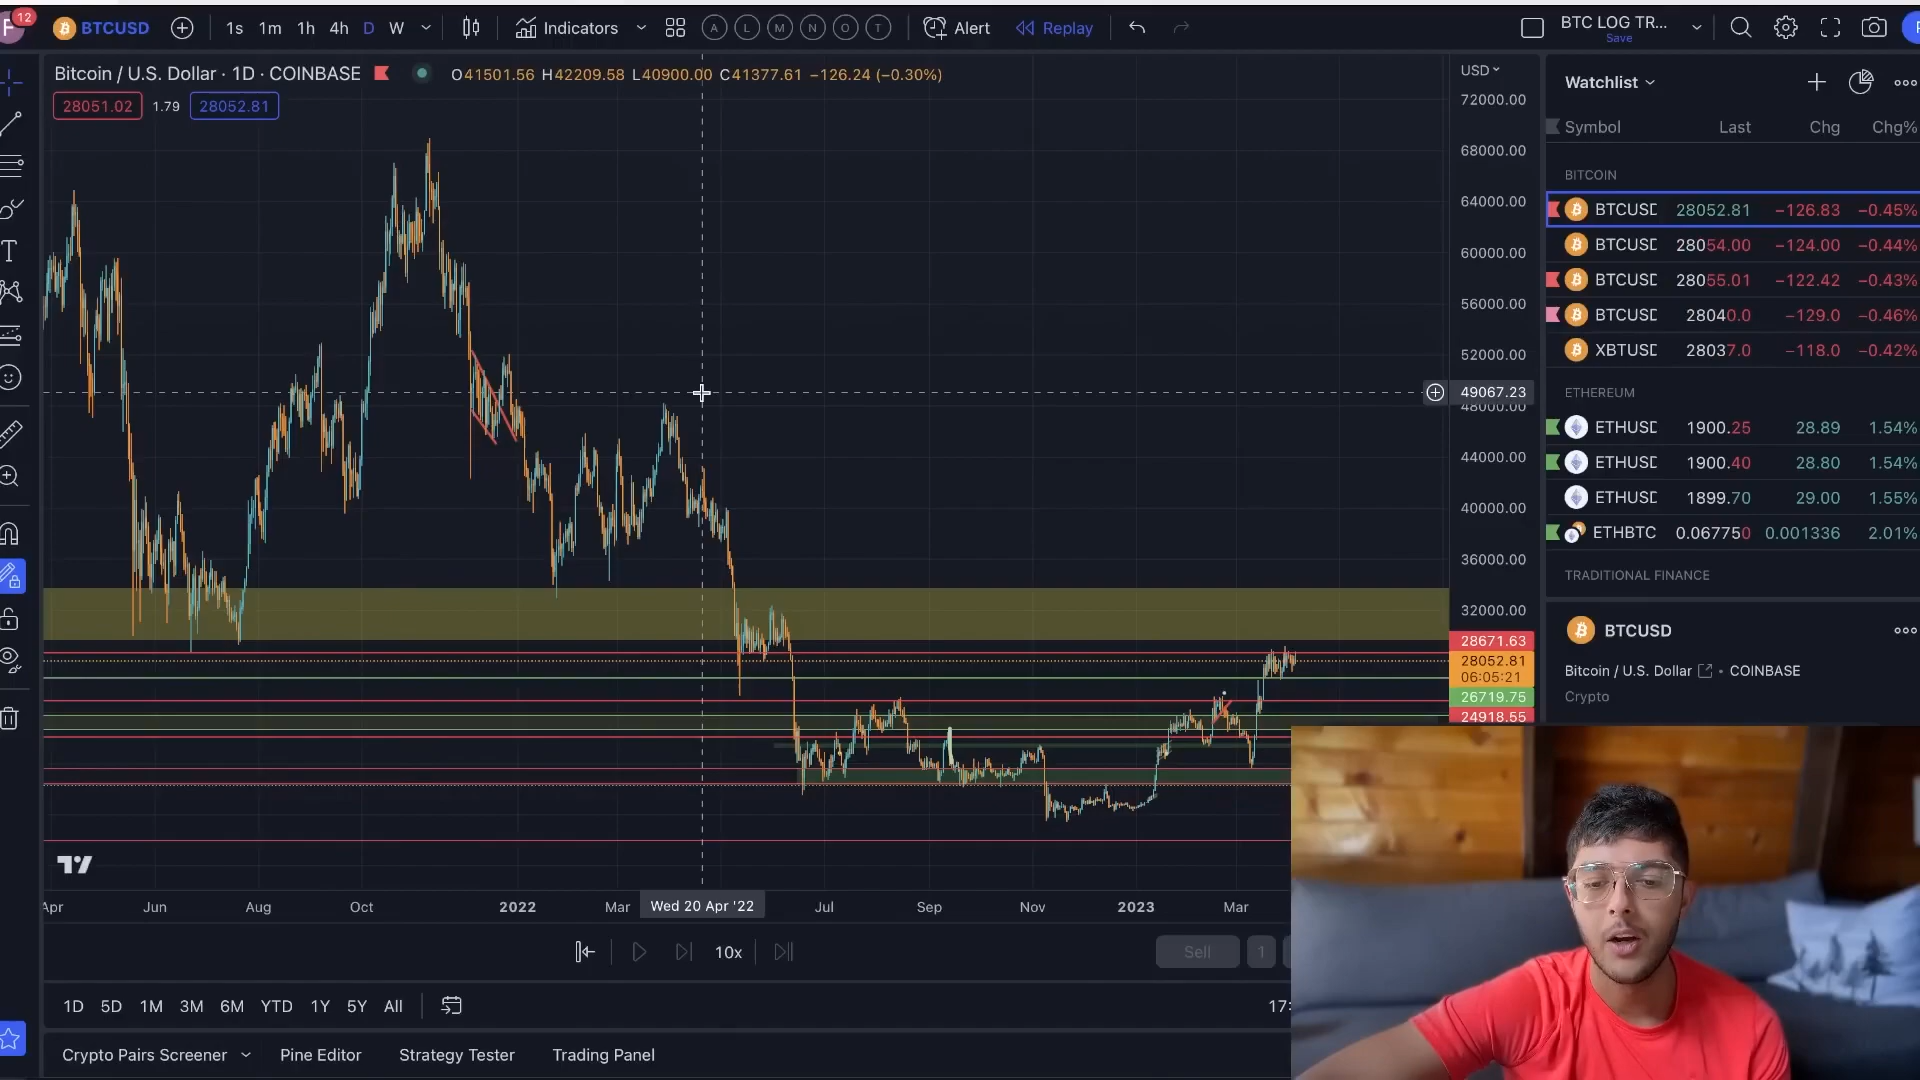 12
BTCUSD 1s 1m 1h 4h D W Indicators A L M N O T Alert Replay BTC LOG TR... Save
Bitcoin / U.S. Dollar · 1D · COINBASE O41501.56 H42209.58 L40900.00 C41377.61 −126.24 (−0.30%)
28051.02 1.79 28052.81
USD
72000.00
68000.00
64000.00
60000.00
56000.00
52000.00
49067.23
48000.00
44000.00
40000.00
36000.00
32000.00
28671.63
28052.81
06:05:21
26719.75
24918.55
Apr Jun Aug Oct 2022 Mar Wed 20 Apr '22 Jul Sep Nov 2023 Mar
10x Sell 1
1D 5D 1M 3M 6M YTD 1Y 5Y All 17:
Crypto Pairs Screener Pine Editor Strategy Tester Trading Panel
Watchlist
Symbol Last Chg Chg%
BITCOIN
BTCUSD 28052.81 −126.83 −0.45%
BTCUSD 28054.00 −124.00 −0.44%
BTCUSD 28055.01 −122.42 −0.43%
BTCUSD 28040.0 −129.0 −0.46%
XBTUSD 28037.0 −118.0 −0.42%
ETHEREUM
ETHUSD 1900.25 28.89 1.54%
ETHUSD 1900.40 28.80 1.54%
ETHUSD 1899.70 29.00 1.55%
ETHBTC 0.067750 0.001336 2.01%
TRADITIONAL FINANCE
BTCUSD
Bitcoin / U.S. Dollar · COINBASE
Crypto